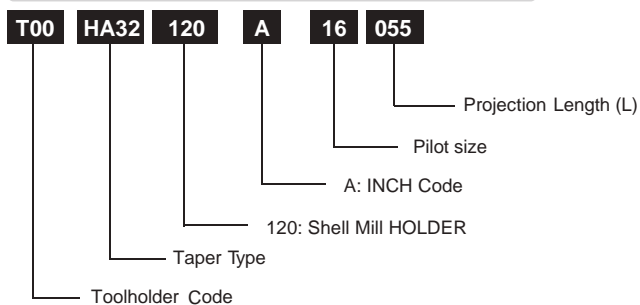 T00 HA32 120 A 16 055
Projection Length (L)
Pilot size
A: INCH Code
120: Shell Mill HOLDER
Taper Type
Toolholder Code